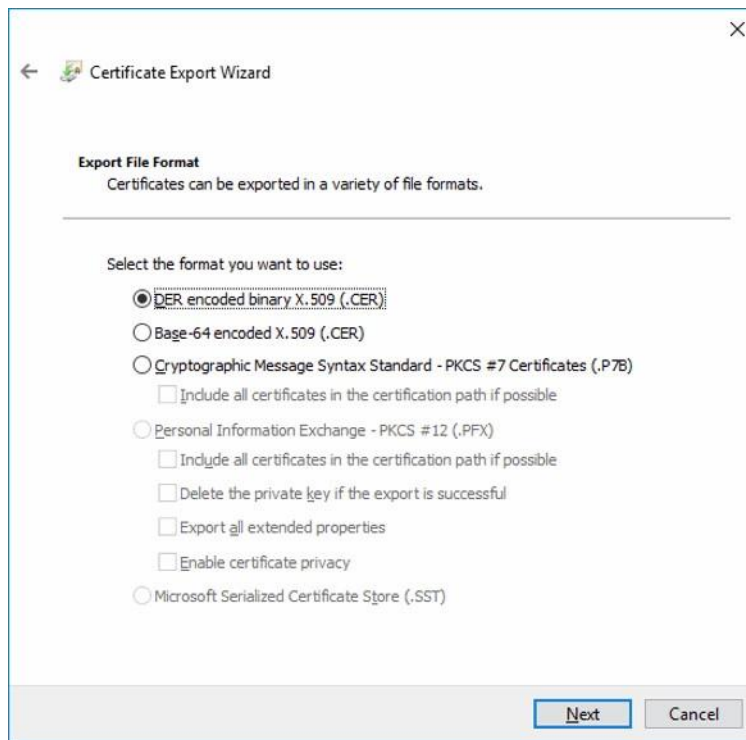 Certificate Export Wizard
Export File Format
Certificates can be exported in a variety of file formats.
Select the format you want to use:
DER encoded binary X.509 (.CER)
Base-64 encoded X.509 (.CER)
Cryptographic Message Syntax Standard - PKCS #7 Certificates (.P7B)
Include all certificates in the certification path if possible
Personal Information Exchange - PKCS #12 (.PFX)
Include all certificates in the certification path if possible
Delete the private key if the export is successful
Export all extended properties
Enable certificate privacy
Microsoft Serialized Certificate Store (.SST)
Next Cancel